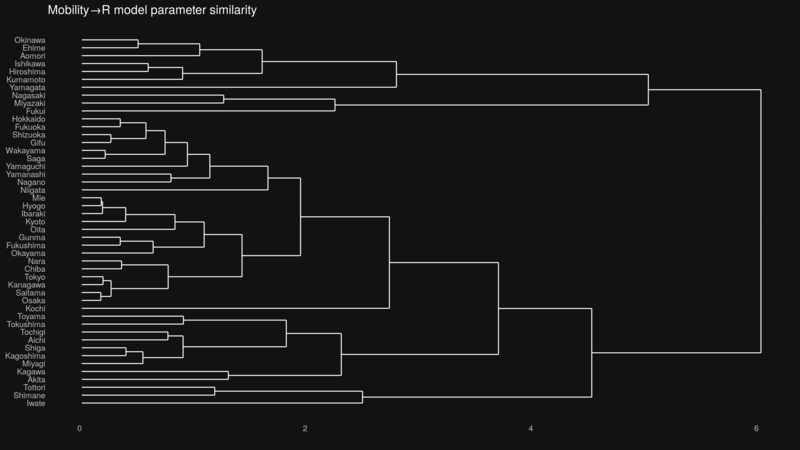 Mobility→R model parameter similarity
Okinawa
Ehime
Aomori
Ishikawa
Hiroshima
Kumamoto
Yamagata
Nagasaki
Miyazaki
Fukui
Hokkaido
Fukuoka
Shizuoka
Gifu
Wakayama
Saga
Yamaguchi
Yamanashi
Nagano
Niigata
Mie
Hyogo
Ibaraki
Kyoto
Oita
Gunma
Fukushima
Okayama
Nara
Chiba
Tokyo
Kanagawa
Saitama
Osaka
Kochi
Toyama
Tokushima
Tochigi
Aichi
Shiga
Kagoshima
Miyagi
Kagawa
Akita
Tottori
Shimane
Iwate
0 2 4 6